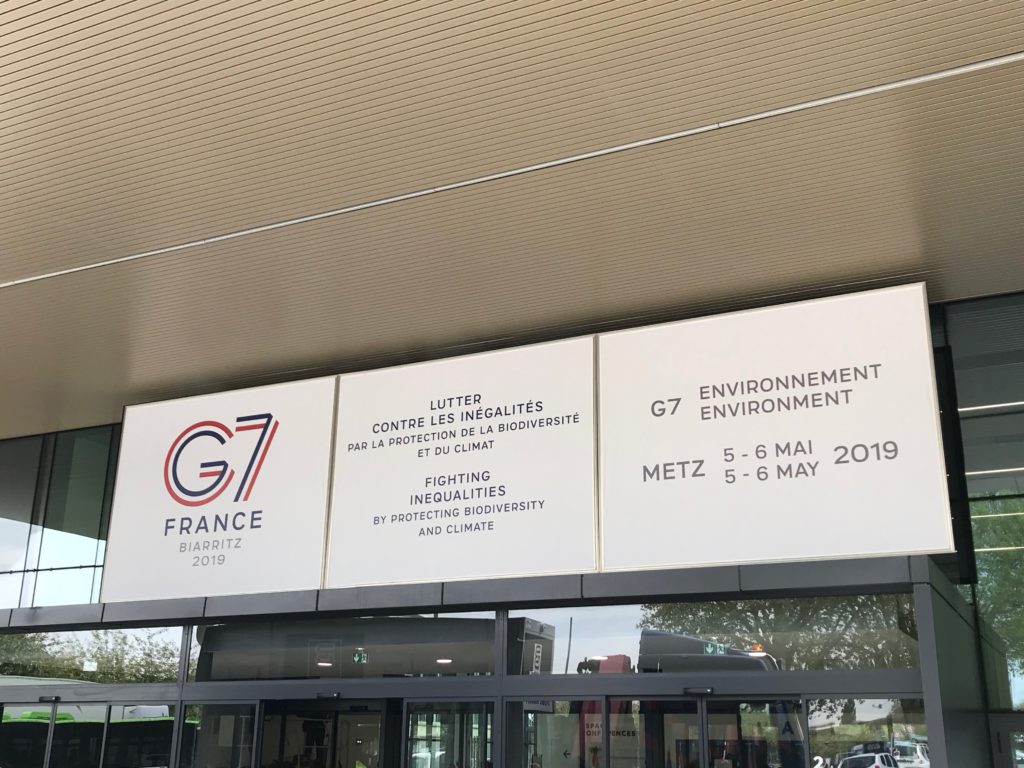 G7
FRANCE
BIARRITZ
2019
LUTTER
CONTRE LES INÉGALITÉS
PAR LA PROTECTION DE LA BIODIVERSITÉ
ET DU CLIMAT
FIGHTING
INEQUALITIES
BY PROTECTING BIODIVERSITY
AND CLIMATE
G7 ENVIRONNEMENT
ENVIRONMENT
METZ 5 - 6 MAI 2019
5 - 6 MAY